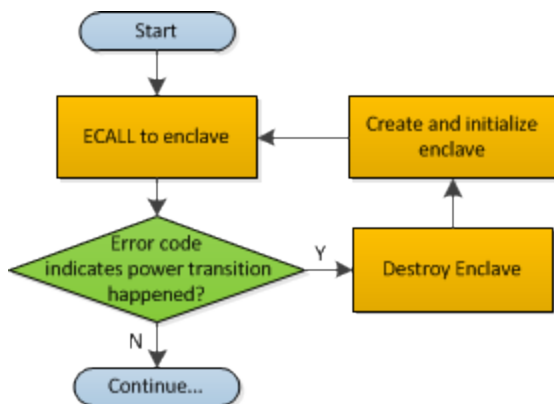 Start
ECALL to enclave
Create and initialize
enclave
Error code
indicates power transition
happened?
Y
Destroy Enclave
N
Continue...